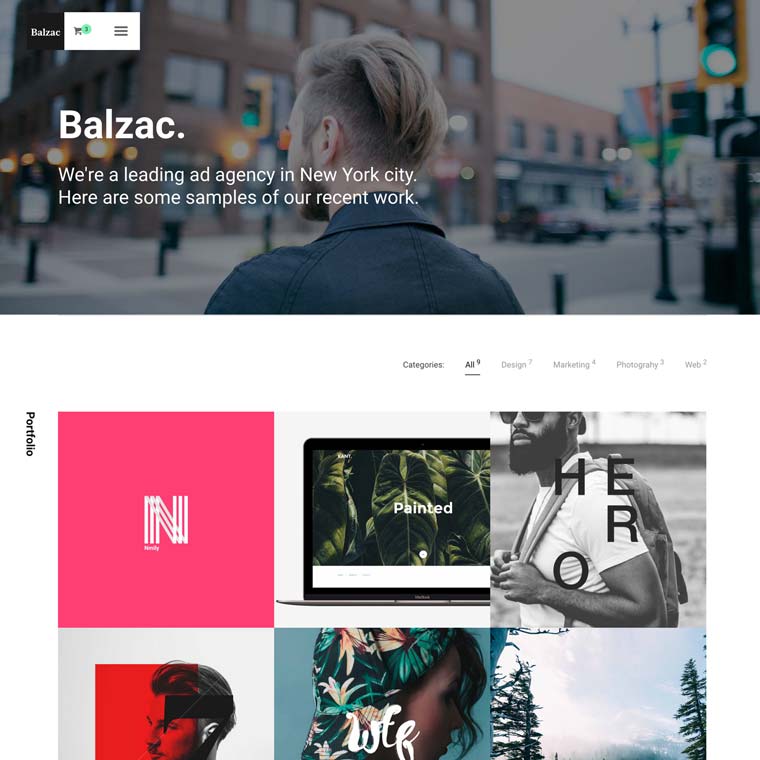 Balzac
3
Balzac.
We're a leading ad agency in New York city.
Here are some samples of our recent work.
Categories: All 9 Design 7 Marketing 4 Photograhy 3 Web 2
Portfolio
N
Ninily
KANT.
Painted
MacBook
H E
R
O
wtf